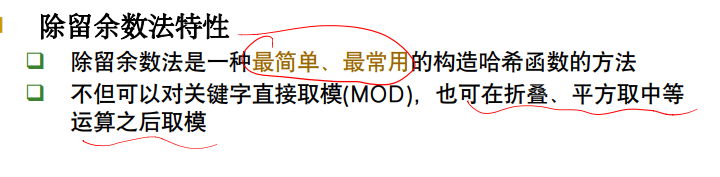 除留余数法特性
除留余数法是一种最简单、最常用的构造哈希函数的方法
不但可以对关键字直接取模(MOD)，也可在折叠、平方取中等
运算之后取模